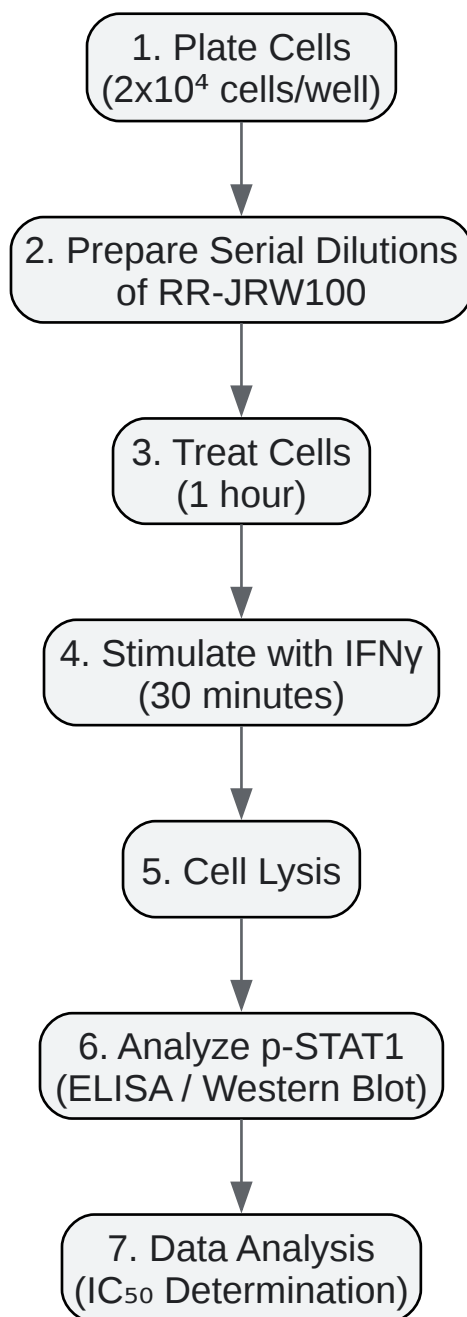 1. Plate Cells
(2x10⁴ cells/well)
2. Prepare Serial Dilutions
of RR-JRW100
3. Treat Cells
(1 hour)
4. Stimulate with IFNγ
(30 minutes)
5. Cell Lysis
6. Analyze p-STAT1
(ELISA / Western Blot)
7. Data Analysis
(IC₅₀ Determination)